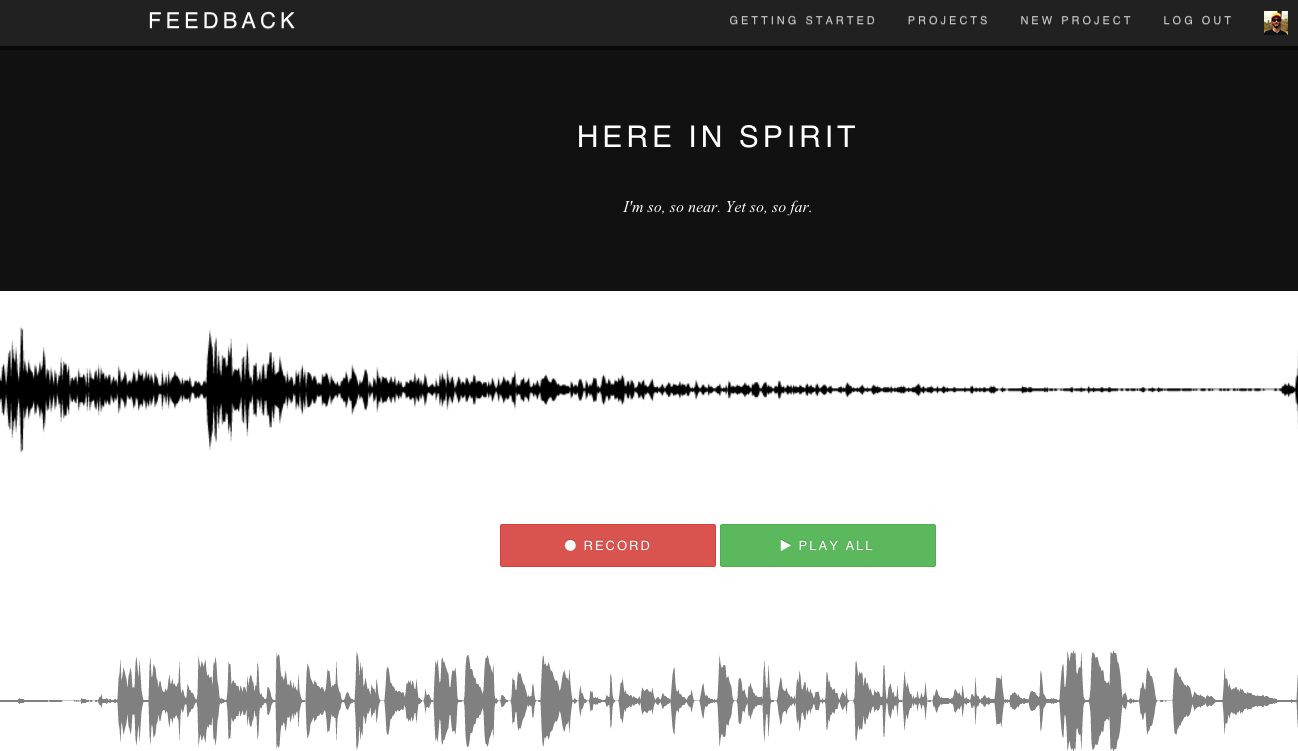 FEEDBACK GETTING STARTED PROJECTS NEW PROJECT LOG OUT
HERE IN SPIRIT
I'm so, so near. Yet so, so far.
RECORD PLAY ALL